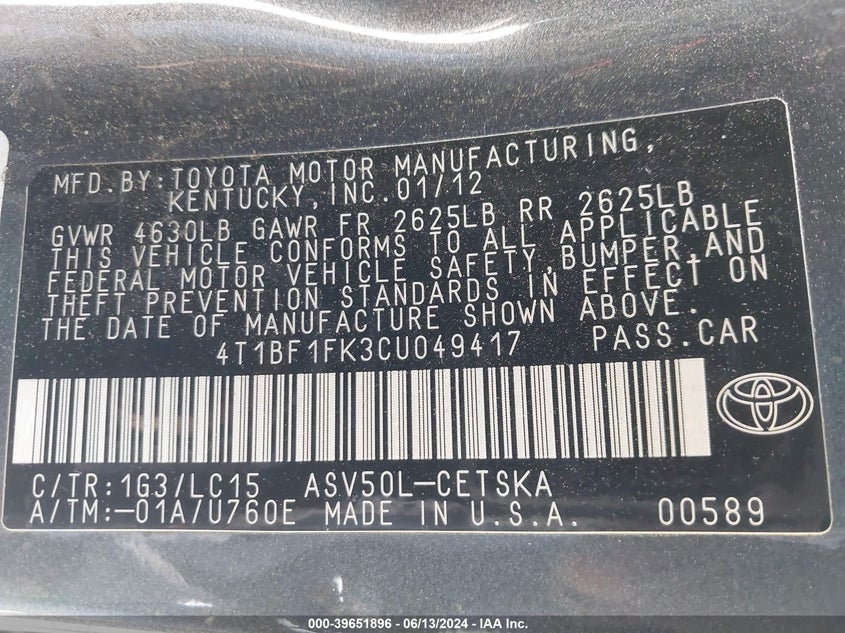 MFD.BY:TOYOTA MOTOR MANUFACTURING,
KENTUCKY,INC.01/12
GVWR 4630LB GAWR FR 2625LB RR 2625LB
THIS VEHICLE CONFORMS TO ALL APPLICABLE
FEDERAL MOTOR VEHICLE SAFETY,BUMPER,AND
THEFT PREVENTION STANDARDS IN EFFECT ON
THE DATE OF MANUFACTURE SHOWN ABOVE.
4T1BF1FK3CU049417 PASS.CAR
C/TR:1G3/LC15 ASV50L-CETSKA
A/TM:-01A/U760E MADE IN U.S.A. 00589
000-39651896 - 06/13/2024 - IAA Inc.